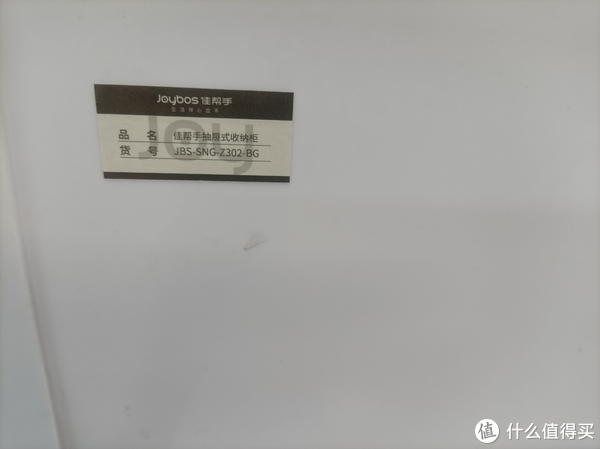 Joybos 佳帮手
品 名 佳帮手抽屉式收纳柜
货 号 JBS-SNG-Z302-BG
Joy
值 什么值得买